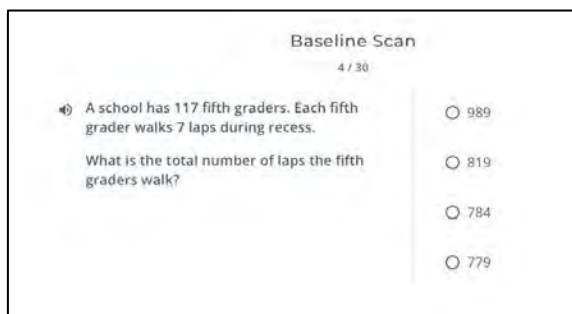 Baseline Scan
4 / 30
A school has 117 fifth graders. Each fifth
grader walks 7 laps during recess.
What is the total number of laps the fifth
graders walk?
989
819
784
779